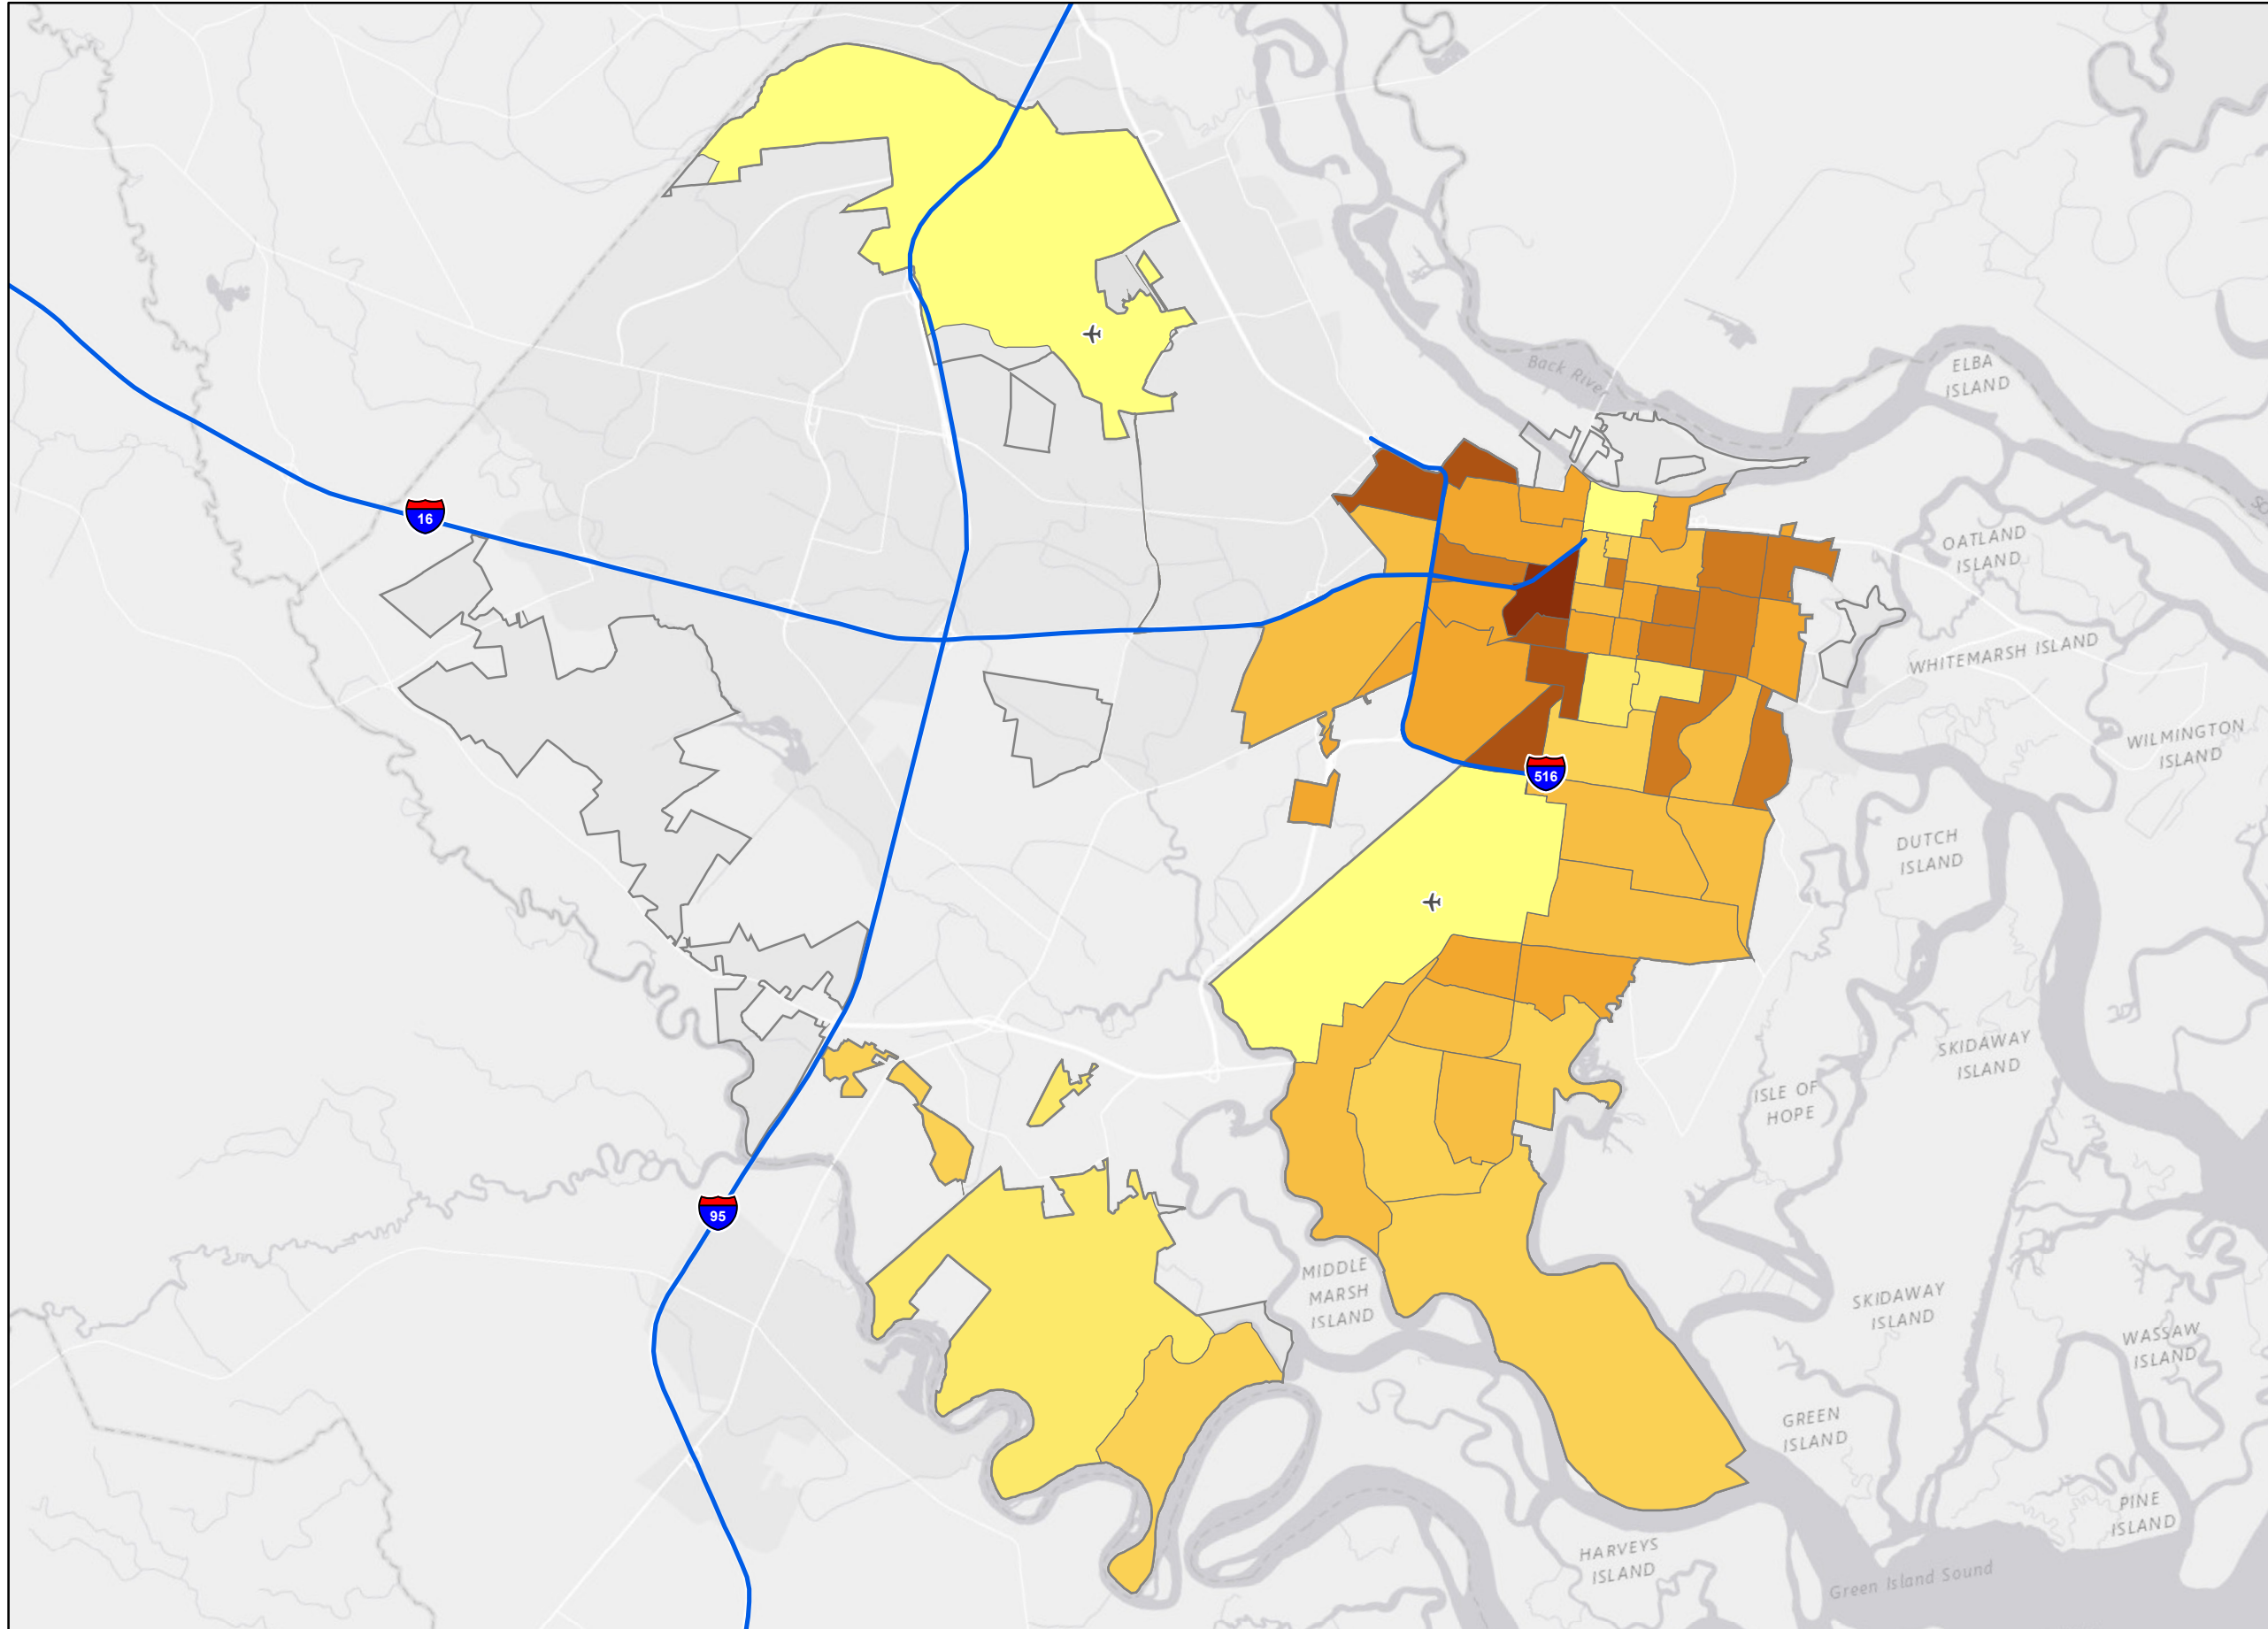 Back River
ELBA
ISLAND
16
OATLAND
ISLAND
WHITEMARSH ISLAND
WILMINGTON
ISLAND
516
DUTCH
ISLAND
SKIDAWAY
ISLAND
ISLE OF
HOPE
95
MIDDLE
MARSH
ISLAND
SKIDAWAY
ISLAND
WASSAW
ISLAND
GREEN
ISLAND
PINE
ISLAND
HARVEYS
ISLAND
Green Island Sound